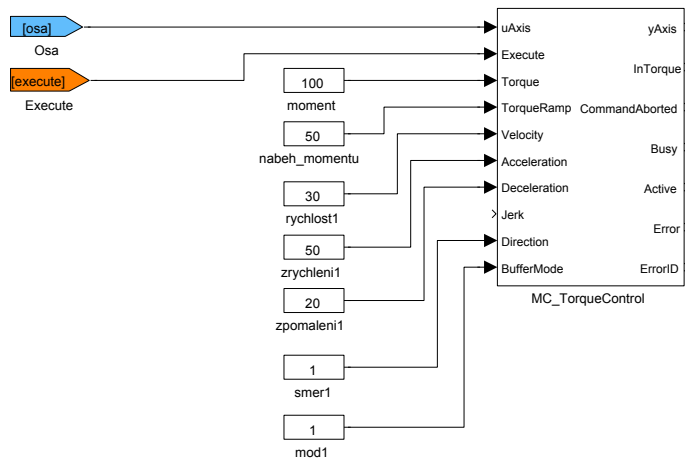 [osa]
Osa
[execute]
Execute
100
moment
50
nabeh_momentu
30
rychlost1
50
zrychleni1
20
zpomaleni1
1
smer1
1
mod1
uAxis
Execute
Torque
TorqueRamp
Velocity
Acceleration
Deceleration
Jerk
Direction
BufferMode
yAxis
InTorque
CommandAborted
Busy
Active
Error
ErrorID
MC_TorqueControl